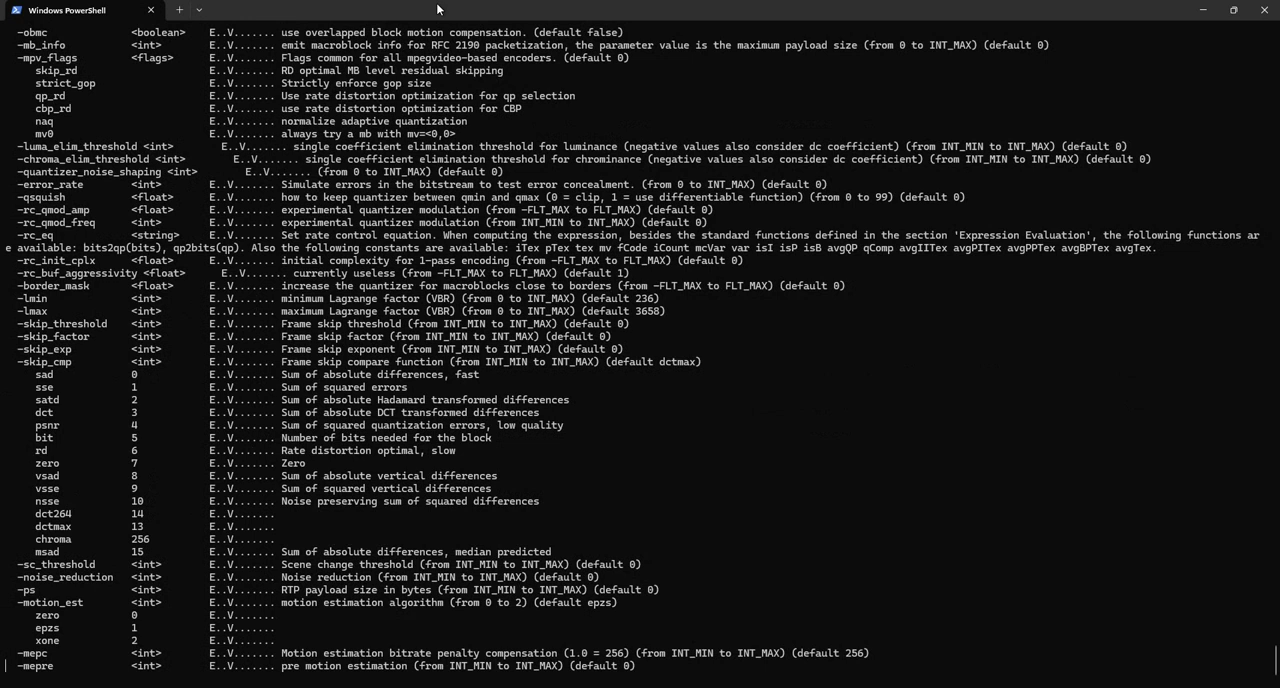 Windows PowerShell
-obmc <boolean> E..V....... use overlapped block motion compensation. (default false)
-mb_info <int> E..V....... emit macroblock info for RFC 2190 packetization, the parameter value is the maximum payload size (from 0 to INT_MAX) (default 0)
-mpv_flags <flags> E..V....... Flags common for all mpegvideo-based encoders. (default 0)
skip_rd E..V....... RD optimal MB level residual skipping
strict_gop E..V....... Strictly enforce gop size
qp_rd E..V....... Use rate distortion optimization for qp selection
cbp_rd E..V....... use rate distortion optimization for CBP
naq E..V....... normalize adaptive quantization
mv0 E..V....... always try a mb with mv=<0,0>
-luma_elim_threshold <int> E..V....... single coefficient elimination threshold for luminance (negative values also consider dc coefficient) (from INT_MIN to INT_MAX) (default 0)
-chroma_elim_threshold <int> E..V....... single coefficient elimination threshold for chrominance (negative values also consider dc coefficient) (from INT_MIN to INT_MAX) (default 0)
-quantizer_noise_shaping <int> E..V....... (from 0 to INT_MAX) (default 0)
-error_rate <int> E..V....... Simulate errors in the bitstream to test error concealment. (from 0 to INT_MAX) (default 0)
-qsquish <float> E..V....... how to keep quantizer between qmin and qmax (0 = clip, 1 = use differentiable function) (from 0 to 99) (default 0)
-rc_qmod_amp <float> E..V....... experimental quantizer modulation (from -FLT_MAX to FLT_MAX) (default 0)
-rc_qmod_freq <int> E..V....... experimental quantizer modulation (from INT_MIN to INT_MAX) (default 0)
-rc_eq <string> E..V....... Set rate control equation. When computing the expression, besides the standard functions defined in the section 'Expression Evaluation', the following functions ar
e available: bits2qp(bits), qp2bits(qp). Also the following constants are available: iTex pTex tex mv fCode iCount mcVar var isI isP isB avgQP qComp avgIITex avgPITex avgPPTex avgBPTex avgTex.
-rc_init_cplx <float> E..V....... initial complexity for 1-pass encoding (from -FLT_MAX to FLT_MAX) (default 0)
-rc_buf_aggressivity <float> E..V....... currently useless (from -FLT_MAX to FLT_MAX) (default 1)
-border_mask <float> E..V....... increase the quantizer for macroblocks close to borders (from -FLT_MAX to FLT_MAX) (default 0)
-lmin <int> E..V....... minimum Lagrange factor (VBR) (from 0 to INT_MAX) (default 236)
-lmax <int> E..V....... maximum Lagrange factor (VBR) (from 0 to INT_MAX) (default 3658)
-skip_threshold <int> E..V....... Frame skip threshold (from INT_MIN to INT_MAX) (default 0)
-skip_factor <int> E..V....... Frame skip factor (from INT_MIN to INT_MAX) (default 0)
-skip_exp <int> E..V....... Frame skip exponent (from INT_MIN to INT_MAX) (default 0)
-skip_cmp <int> E..V....... Frame skip compare function (from INT_MIN to INT_MAX) (default dctmax)
sad 0 E..V....... Sum of absolute differences, fast
sse 1 E..V....... Sum of squared errors
satd 2 E..V....... Sum of absolute Hadamard transformed differences
dct 3 E..V....... Sum of absolute DCT transformed differences
psnr 4 E..V....... Sum of squared quantization errors, low quality
bit 5 E..V....... Number of bits needed for the block
rd 6 E..V....... Rate distortion optimal, slow
zero 7 E..V....... Zero
vsad 8 E..V....... Sum of absolute vertical differences
vsse 9 E..V....... Sum of squared vertical differences
nsse 10 E..V....... Noise preserving sum of squared differences
dct264 14 E..V.......
dctmax 13 E..V.......
chroma 256 E..V.......
msad 15 E..V....... Sum of absolute differences, median predicted
-sc_threshold <int> E..V....... Scene change threshold (from INT_MIN to INT_MAX) (default 0)
-noise_reduction <int> E..V....... Noise reduction (from INT_MIN to INT_MAX) (default 0)
-ps <int> E..V....... RTP payload size in bytes (from INT_MIN to INT_MAX) (default 0)
-motion_est <int> E..V....... motion estimation algorithm (from 0 to 2) (default epzs)
zero 0 E..V.......
epzs 1 E..V.......
xone 2 E..V.......
-mepc <int> E..V....... Motion estimation bitrate penalty compensation (1.0 = 256) (from INT_MIN to INT_MAX) (default 256)
-mepre <int> E..V....... pre motion estimation (from INT_MIN to INT_MAX) (default 0)